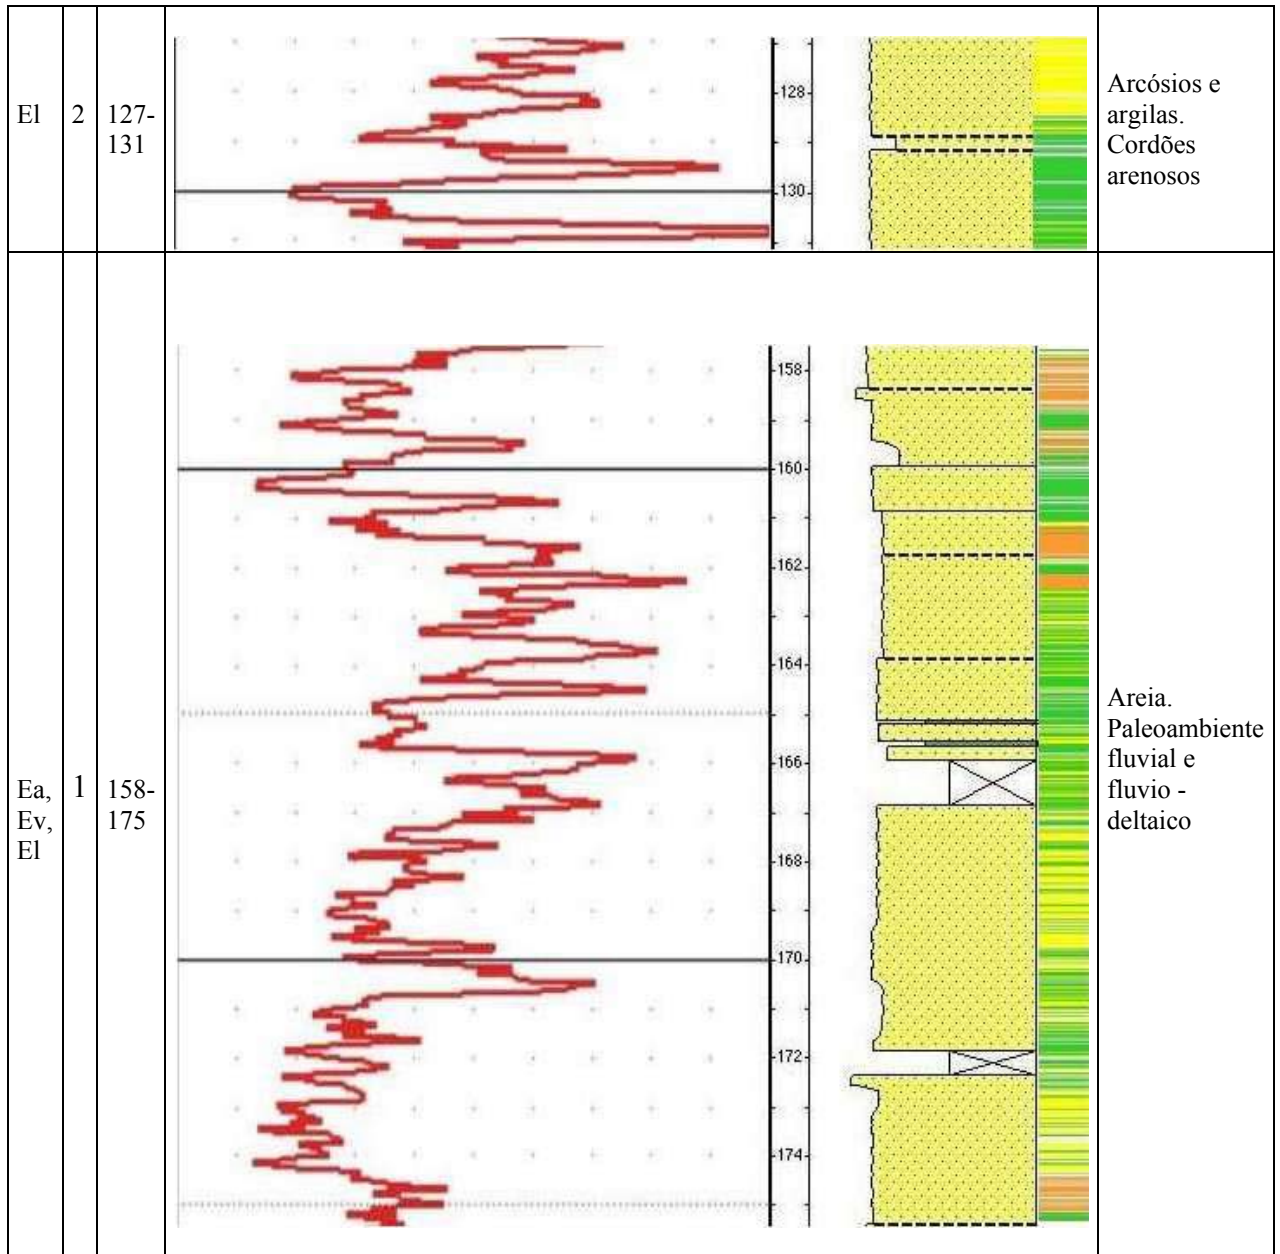 El
2
127-
131
128
130
Arcósios e
argilas.
Cordões
arenosos
Ea,
Ev,
El
1
158-
175
158
160
162
164
166
168
170
172
174
Areia.
Paleoambiente
fluvial e
fluvio -
deltaico